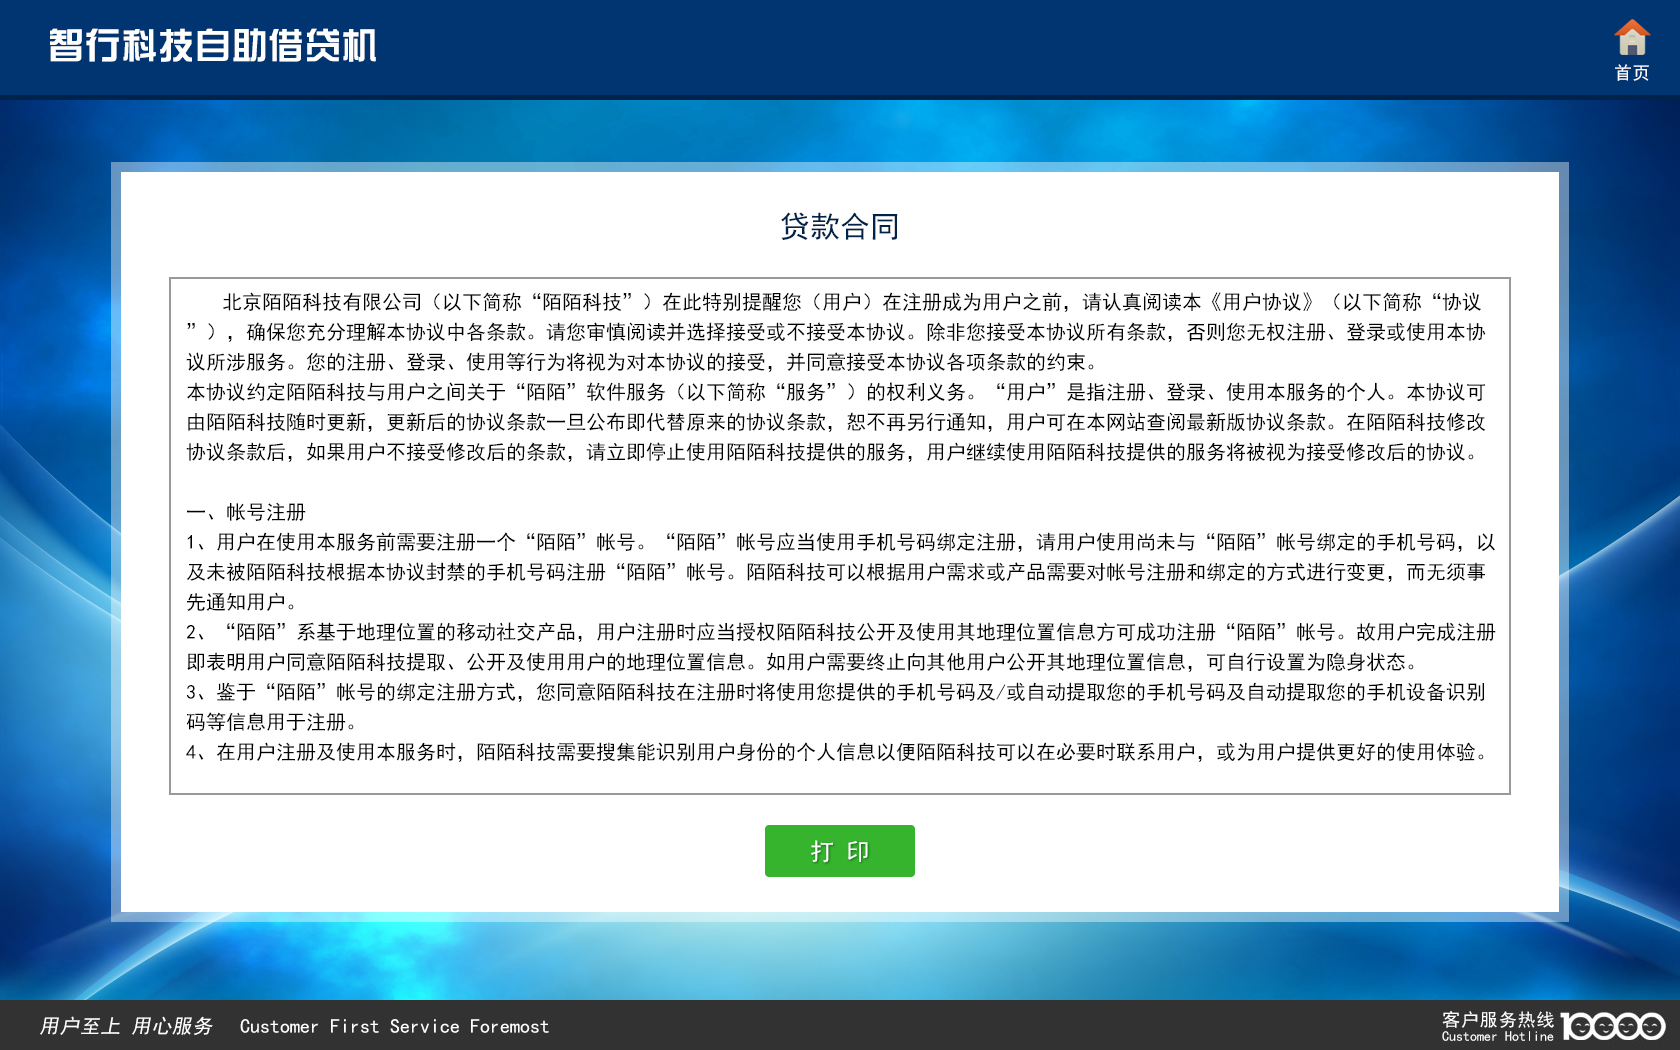 智行科技自助借贷机
首页
贷款合同
北京陌陌科技有限公司（以下简称“陌陌科技”）在此特别提醒您（用户）在注册成为用户之前，请认真阅读本《用户协议》（以下简称“协议
”），确保您充分理解本协议中各条款。请您审慎阅读并选择接受或不接受本协议。除非您接受本协议所有条款，否则您无权注册、登录或使用本协
议所涉服务。您的注册、登录、使用等行为将视为对本协议的接受，并同意接受本协议各项条款的约束。
本协议约定陌陌科技与用户之间关于“陌陌”软件服务（以下简称“服务”）的权利义务。“用户”是指注册、登录、使用本服务的个人。本协议可
由陌陌科技随时更新，更新后的协议条款一旦公布即代替原来的协议条款，恕不再另行通知，用户可在本网站查阅最新版协议条款。在陌陌科技修改
协议条款后，如果用户不接受修改后的条款，请立即停止使用陌陌科技提供的服务，用户继续使用陌陌科技提供的服务将被视为接受修改后的协议。
一、帐号注册
1、用户在使用本服务前需要注册一个“陌陌”帐号。“陌陌”帐号应当使用手机号码绑定注册，请用户使用尚未与“陌陌”帐号绑定的手机号码，以
及未被陌陌科技根据本协议封禁的手机号码注册“陌陌”帐号。陌陌科技可以根据用户需求或产品需要对帐号注册和绑定的方式进行变更，而无须事
先通知用户。
2、“陌陌”系基于地理位置的移动社交产品，用户注册时应当授权陌陌科技公开及使用其地理位置信息方可成功注册“陌陌”帐号。故用户完成注册
即表明用户同意陌陌科技提取、公开及使用用户的地理位置信息。如用户需要终止向其他用户公开其地理位置信息，可自行设置为隐身状态。
3、鉴于“陌陌”帐号的绑定注册方式，您同意陌陌科技在注册时将使用您提供的手机号码及/或自动提取您的手机号码及自动提取您的手机设备识别
码等信息用于注册。
4、在用户注册及使用本服务时，陌陌科技需要搜集能识别用户身份的个人信息以便陌陌科技可以在必要时联系用户，或为用户提供更好的使用体验。
打 印
用户至上 用心服务 Customer First Service Foremost
客户服务热线 10000
Customer Hotline